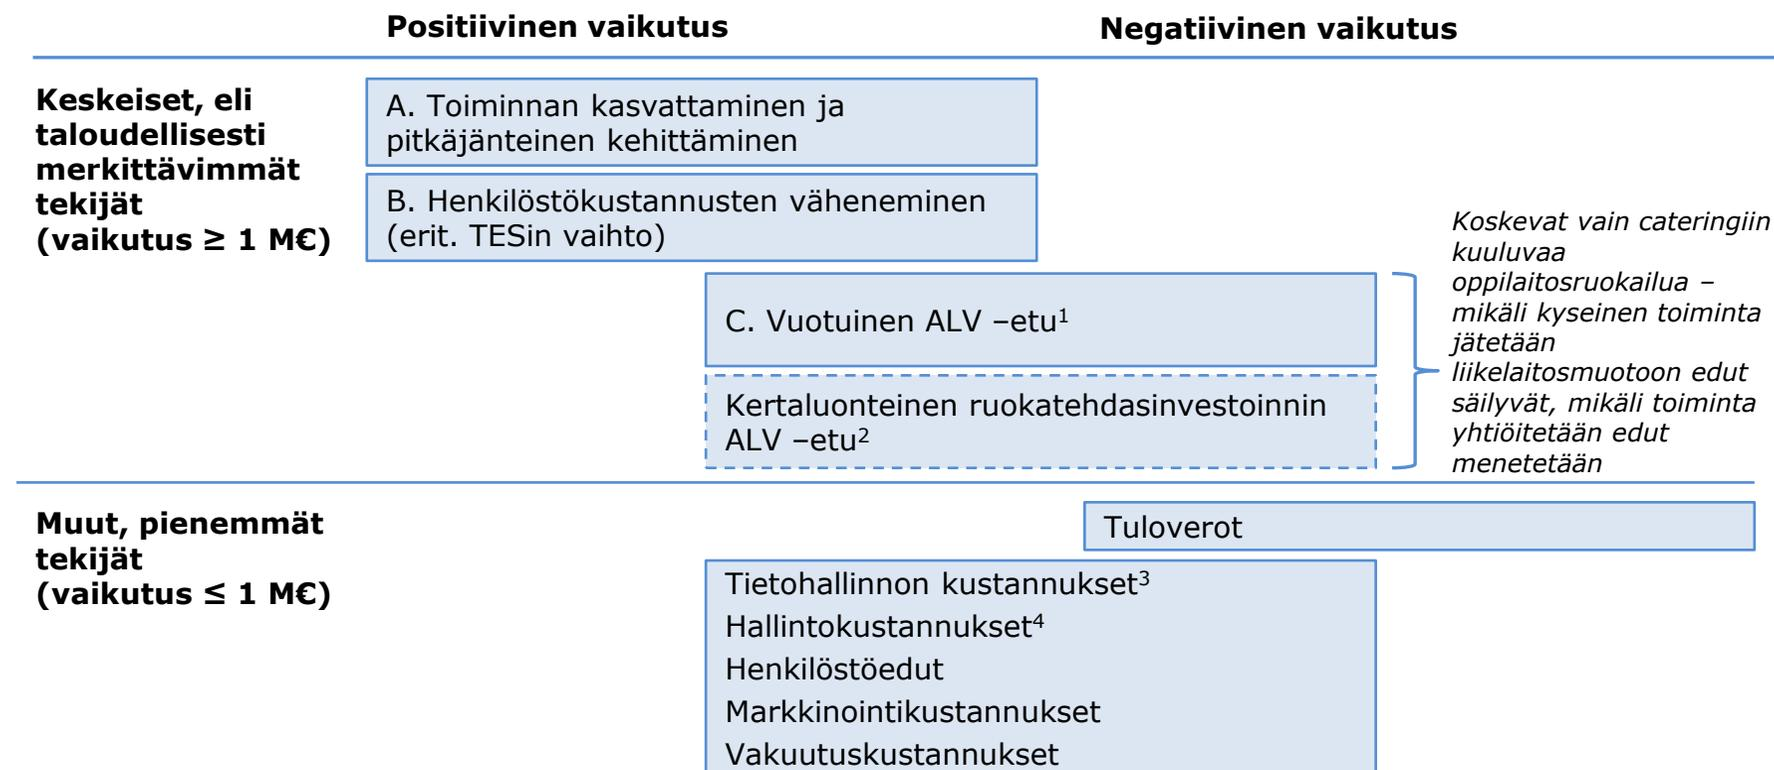 Positiivinen vaikutus
Negatiivinen vaikutus
Keskeiset, eli
taloudellisesti
merkittävimmät
tekijät
(vaikutus ≥ 1 M€)
A. Toiminnan kasvattaminen ja
pitkäjänteinen kehittäminen
B. Henkilöstökustannusten väheneminen
(erit. TESin vaihto)
C. Vuotuinen ALV –etu¹
Kertaluonteinen ruokatehdasinvestoinnin
ALV –etu²
Koskevat vain cateringiin
kuuluvaa
oppilaitosruokailua –
mikäli kyseinen toiminta
jätetään
liikelaitosmuotoon edut
säilyvät, mikäli toiminta
yhtiöitetään edut
menetetään
Muut, pienemmät
tekijät
(vaikutus ≤ 1 M€)
Tuloverot
Tietohallinnon kustannukset³
Hallintokustannukset⁴
Henkilöstöedut
Markkinointikustannukset
Vakuutuskustannukset